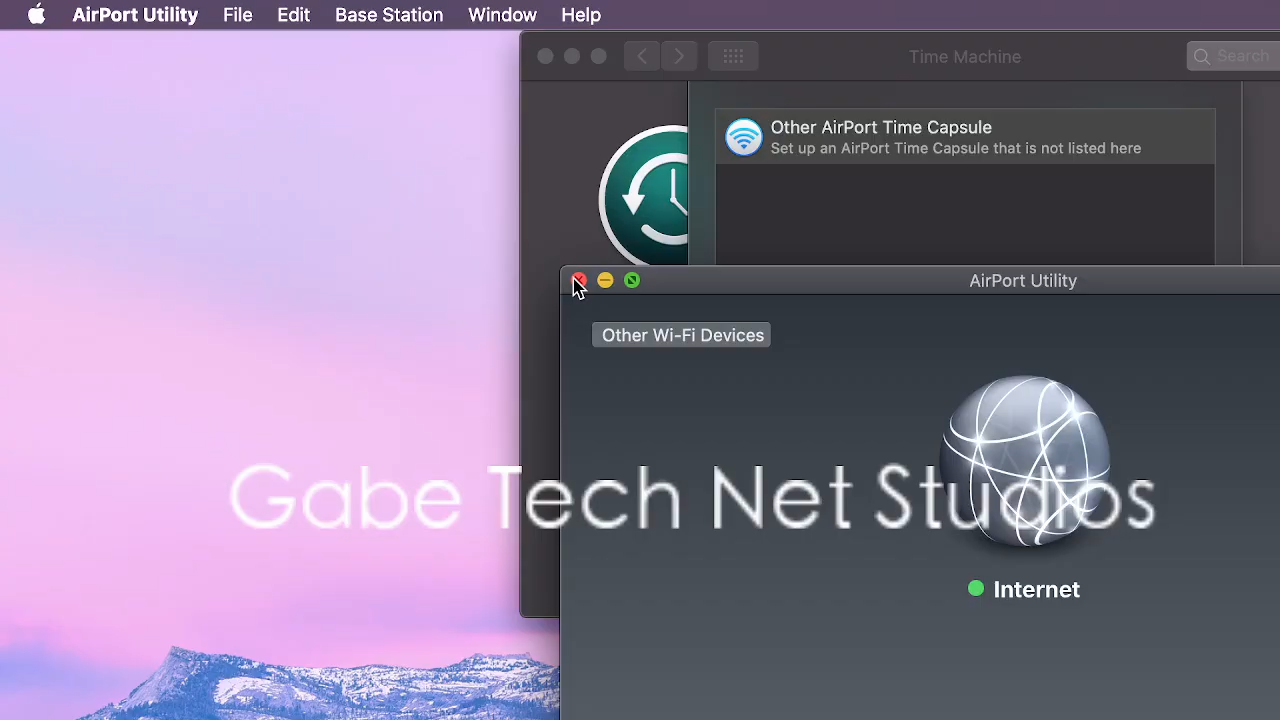 AirPort Utility File Edit Base Station Window Help
Time Machine
Search
Other AirPort Time Capsule
Set up an AirPort Time Capsule that is not listed here
AirPort Utility
Other Wi-Fi Devices
Gabe Tech Net Studios
Internet